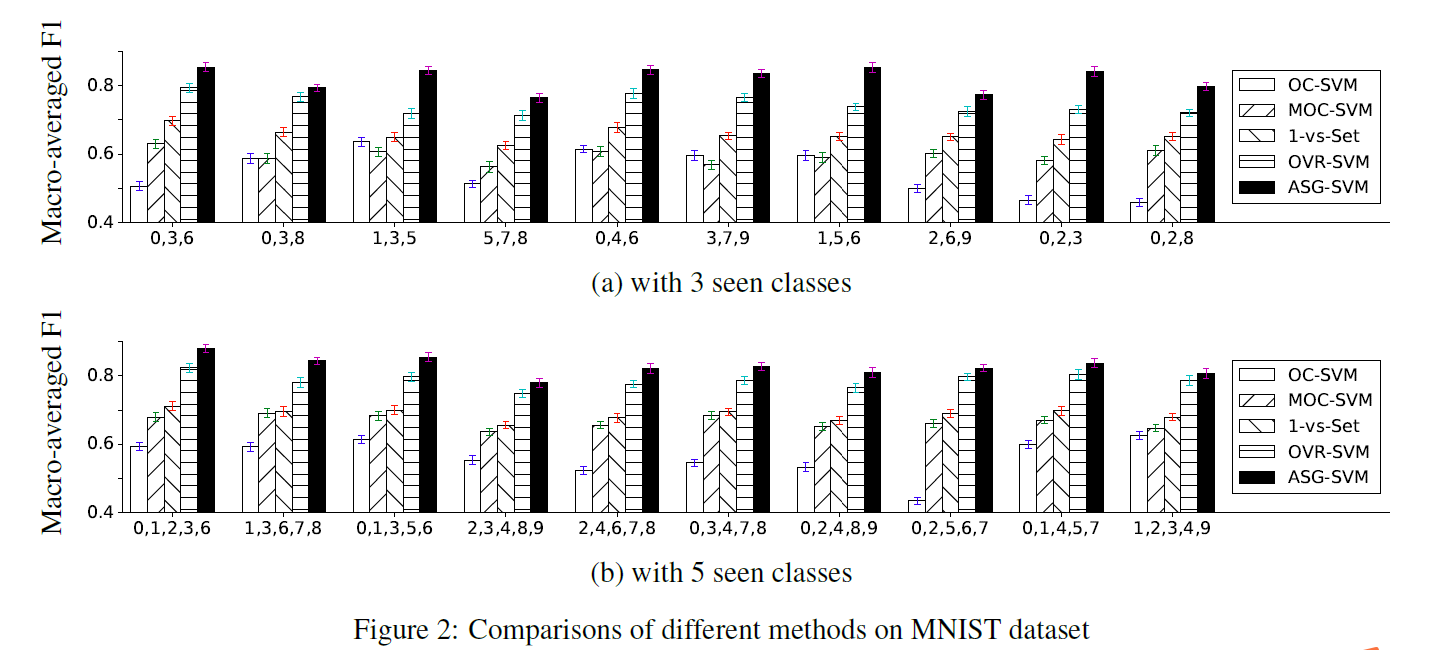 Macro-averaged F1
0.8
0.6
0.4
OC-SVM
MOC-SVM
1-vs-Set
OVR-SVM
ASG-SVM
0,3,6 0,3,8 1,3,5 5,7,8 0,4,6 3,7,9 1,5,6 2,6,9 0,2,3 0,2,8
(a) with 3 seen classes
Macro-averaged F1
0.8
0.6
0.4
OC-SVM
MOC-SVM
1-vs-Set
OVR-SVM
ASG-SVM
0,1,2,3,6 1,3,6,7,8 0,1,3,5,6 2,3,4,8,9 2,4,6,7,8 0,3,4,7,8 0,2,4,8,9 0,2,5,6,7 0,1,4,5,7 1,2,3,4,9
(b) with 5 seen classes
Figure 2: Comparisons of different methods on MNIST dataset